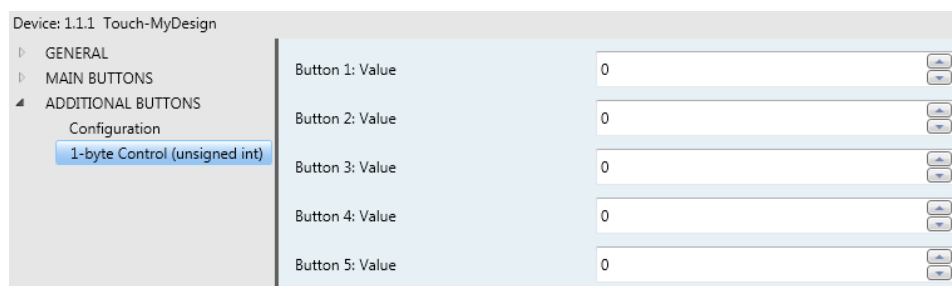 Device: 1.1.1 Touch-MyDesign
GENERAL
MAIN BUTTONS
ADDITIONAL BUTTONS
Configuration
1-byte Control (unsigned int)
Button 1: Value 0
Button 2: Value 0
Button 3: Value 0
Button 4: Value 0
Button 5: Value 0